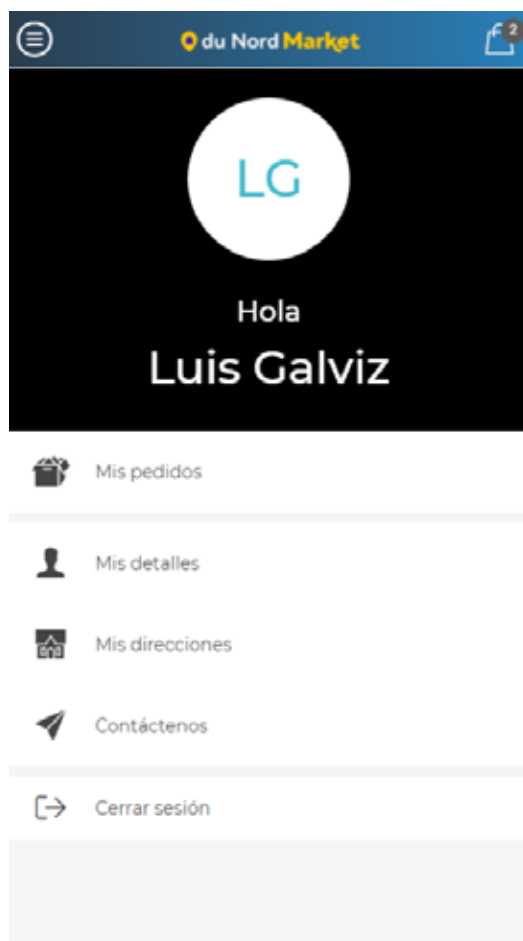 du Nord Market
2
LG
Hola
Luis Galviz
Mis pedidos
Mis detalles
Mis direcciones
Contáctenos
Cerrar sesión